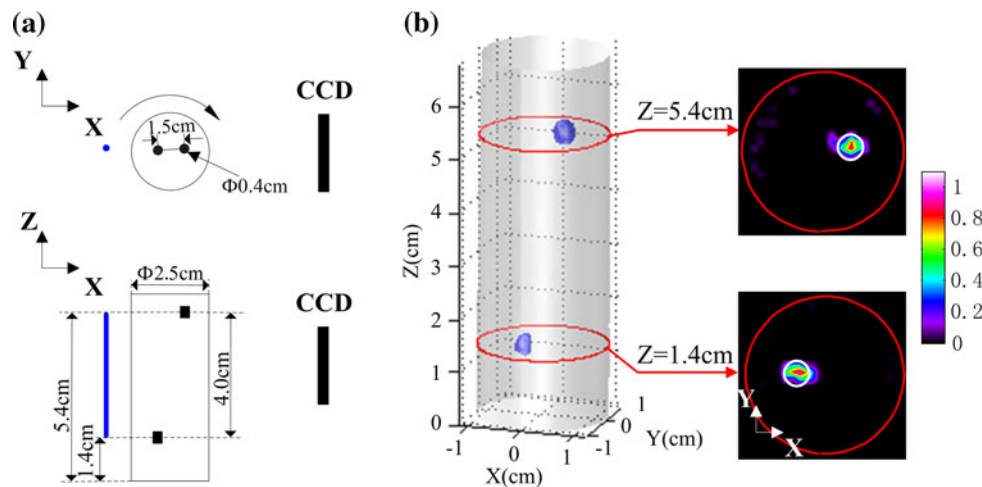 (a)
Y
X
1.5cm
Φ0.4cm
CCD
Z
X
Φ2.5cm
CCD
5.4cm
1.4cm
4.0cm
(b)
6
5
4
3
2
1
0
Z(cm)
-1
0
1
X(cm)
-1
0
1
Y(cm)
Z=5.4cm
Z=1.4cm
Y
X
1
0.8
0.6
0.4
0.2
0